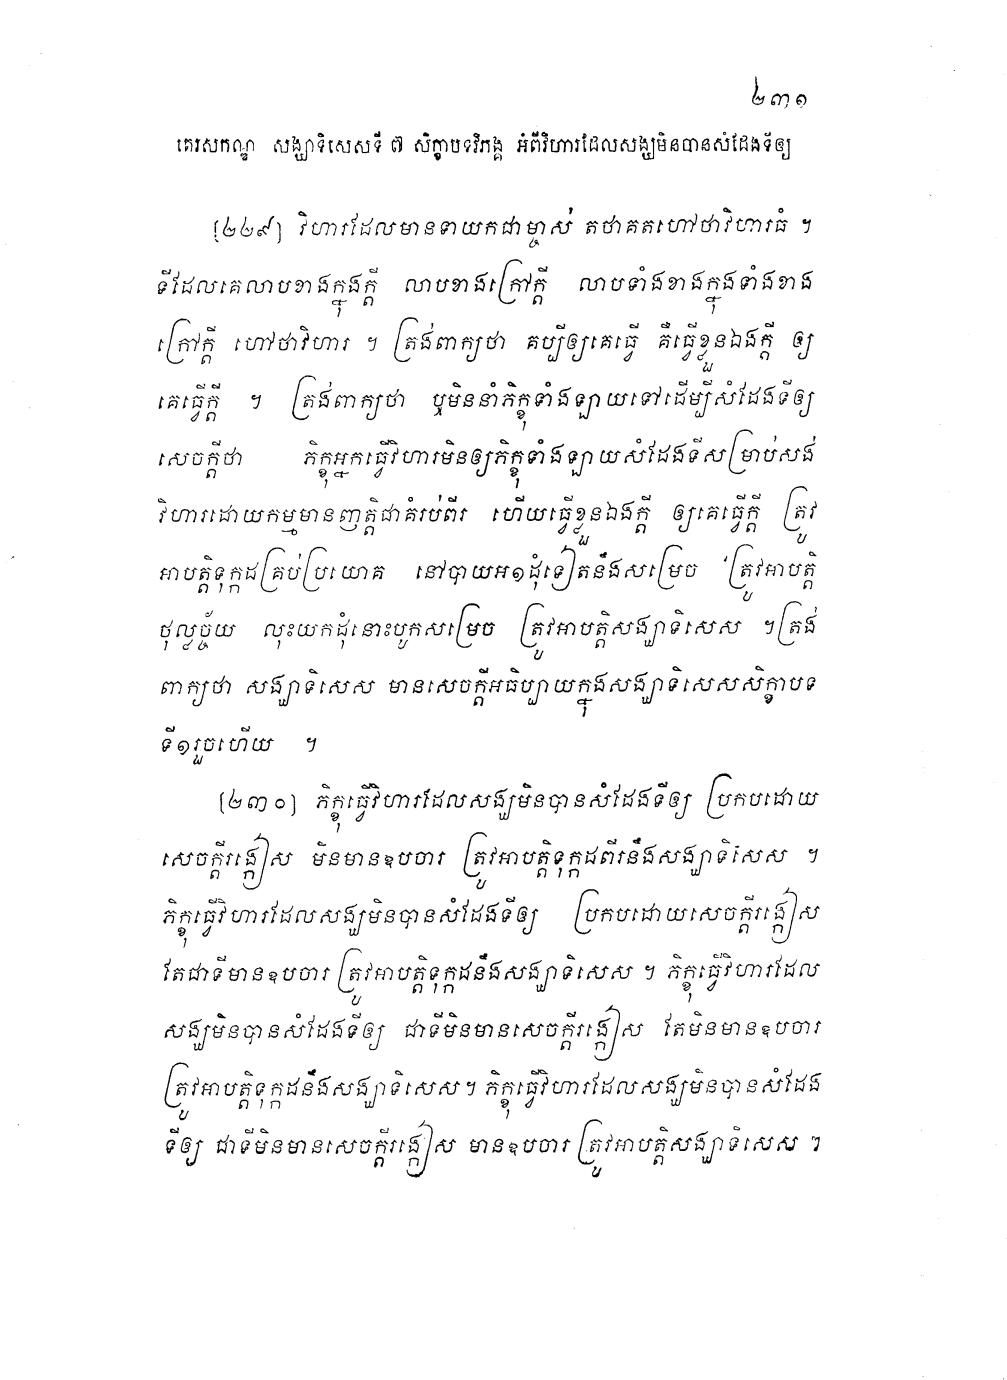 ២៣១
តេរសកណ្ឌ សង្ឃាទិសេសទី ៧ សិក្ខាបទវិភង្គ អំពីវិហារដែលសង្ឃមិនបានសំដែងទីឲ្យ
[២២៩] វិហារដែលមានទាយកជាម្ចាស់ តថាគតហៅថាវិហារធំ ។
ទីដែលគេលាបខាងក្នុងក្តី លាបខាងក្រៅក្តី លាបទាំងខាងក្នុងទាំងខាង
ក្រៅក្តី ហៅថាវិហារ ។ ត្រង់ពាក្យថា គប្បីឲ្យគេធ្វើ គឺធ្វើខ្លួនឯងក្តី ឲ្យ
គេធ្វើក្តី ។ ត្រង់ពាក្យថា ឬមិននាំភិក្ខុទាំងឡាយទៅដើម្បីសំដែងទីឲ្យ
សេចក្តីថា ភិក្ខុអ្នកធ្វើវិហារមិនឲ្យភិក្ខុទាំងឡាយសំដែងទីសម្រាប់សង់
វិហារដោយកម្មមានញត្តិជាគំរប់ពីរ ហើយធ្វើខ្លួនឯងក្តី ឲ្យគេធ្វើក្តី ត្រូវ
អាបត្តិទុក្កដគ្រប់ប្រយោគ នៅបាយអ១ដុំទៀតនឹងសម្រេច ត្រូវអាបត្តិ
ថុល្លច្ច័យ លុះយកដុំនោះបូកសម្រេច ត្រូវអាបត្តិសង្ឃាទិសេស ។ ត្រង់
ពាក្យថា សង្ឃាទិសេស មានសេចក្តីអធិប្បាយក្នុងសង្ឃាទិសេសសិក្ខាបទ
ទី១រួចហើយ ។
[២៣០] ភិក្ខុធ្វើវិហារដែលសង្ឃមិនបានសំដែងទីឲ្យ ប្រកបដោយ
សេចក្តីរង្កៀស មិនមានឧបចារ ត្រូវអាបត្តិទុក្កដពីរនឹងសង្ឃាទិសេស ។
ភិក្ខុធ្វើវិហារដែលសង្ឃមិនបានសំដែងទីឲ្យ ប្រកបដោយសេចក្តីរង្កៀស
តែជាទីមានឧបចារ ត្រូវអាបត្តិទុក្កដនឹងសង្ឃាទិសេស ។ ភិក្ខុធ្វើវិហារដែល
សង្ឃមិនបានសំដែងទីឲ្យ ជាទីមិនមានសេចក្តីរង្កៀស តែមិនមានឧបចារ
ត្រូវអាបត្តិទុក្កដនឹងសង្ឃាទិសេស ។ ភិក្ខុធ្វើវិហារដែលសង្ឃមិនបានសំដែង
ទីឲ្យ ជាទីមិនមានសេចក្តីរង្កៀស មានឧបចារ ត្រូវអាបត្តិសង្ឃាទិសេស ។